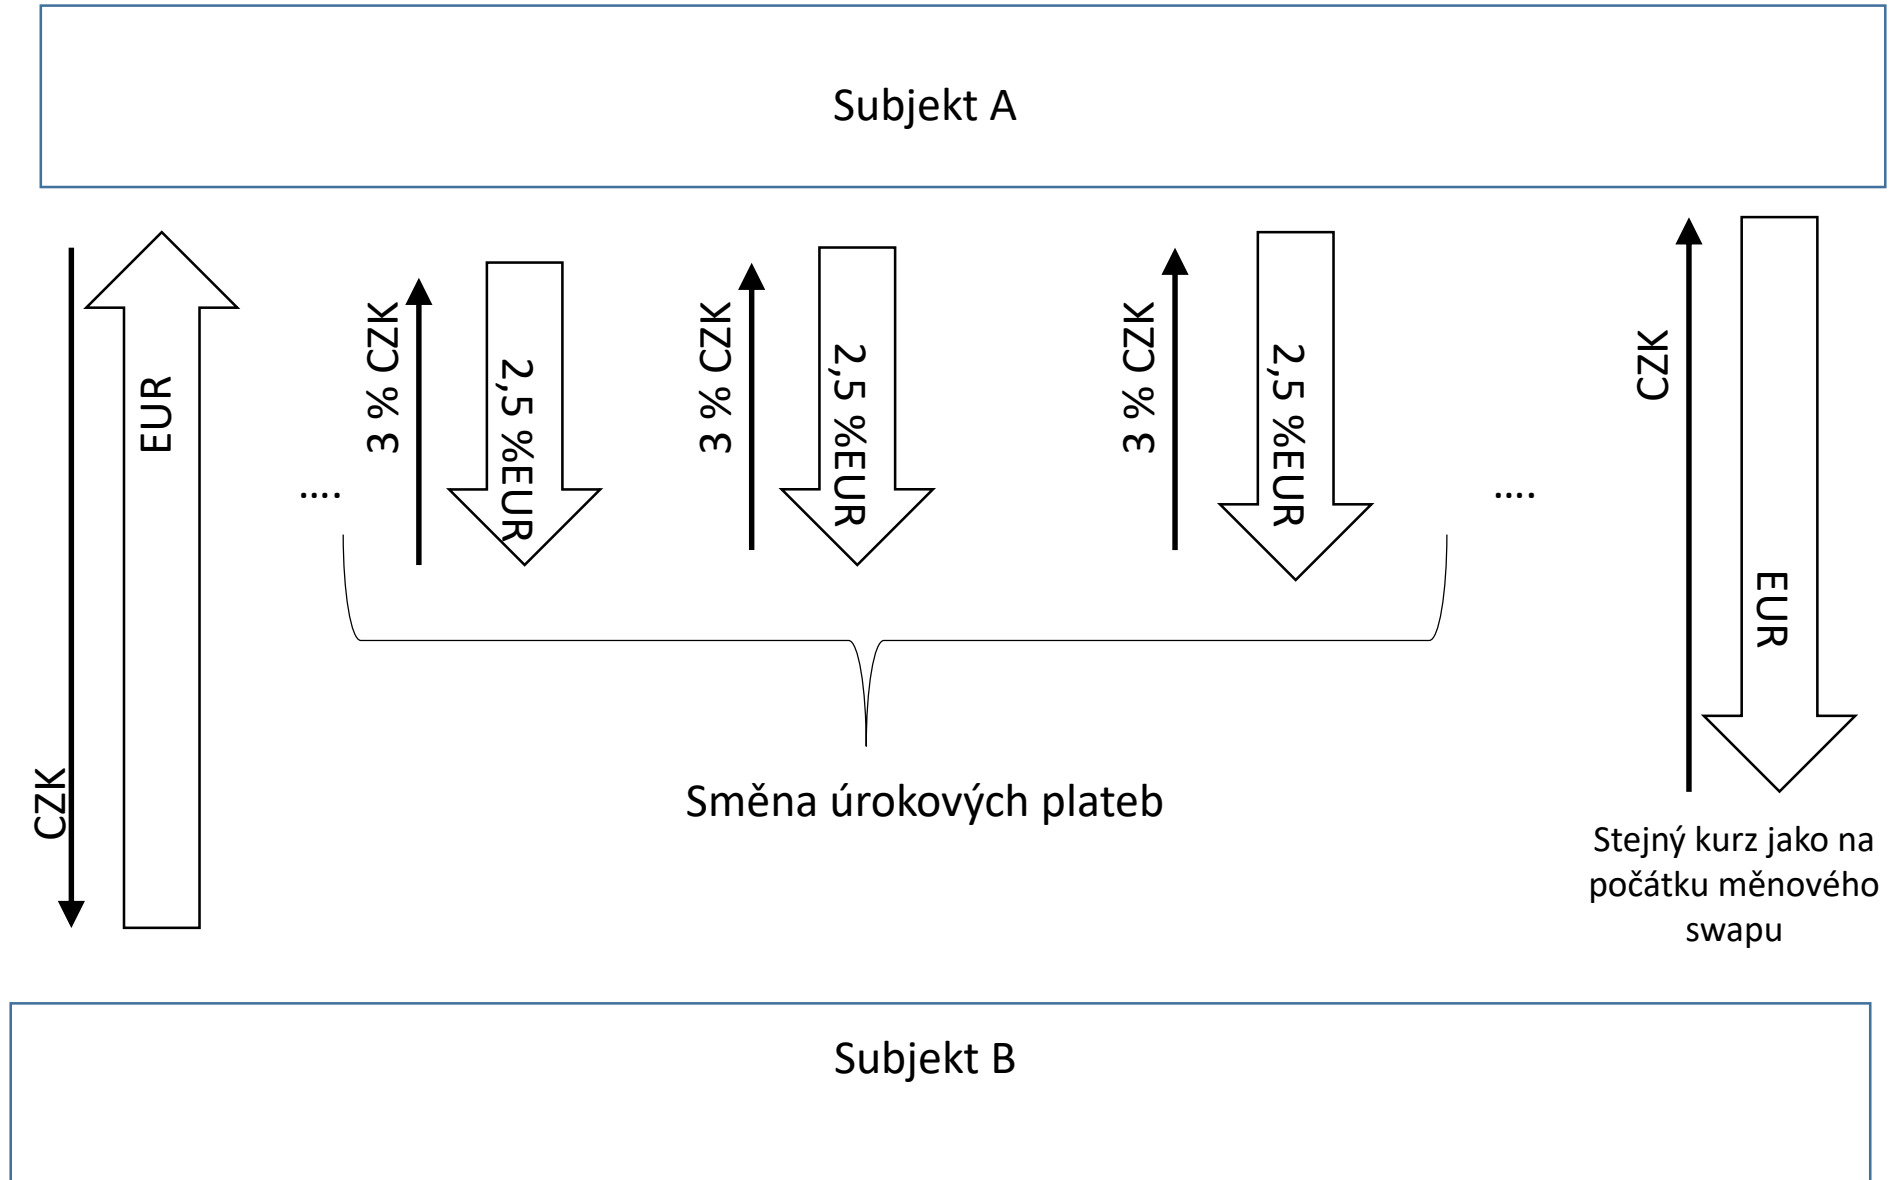 Subjekt A
CZK
EUR
....
3 % CZK
2,5 %EUR
3 % CZK
2,5 %EUR
3 % CZK
2,5 %EUR
....
CZK
EUR
Směna úrokových plateb
Stejný kurz jako na
počátku měnového
swapu
Subjekt B